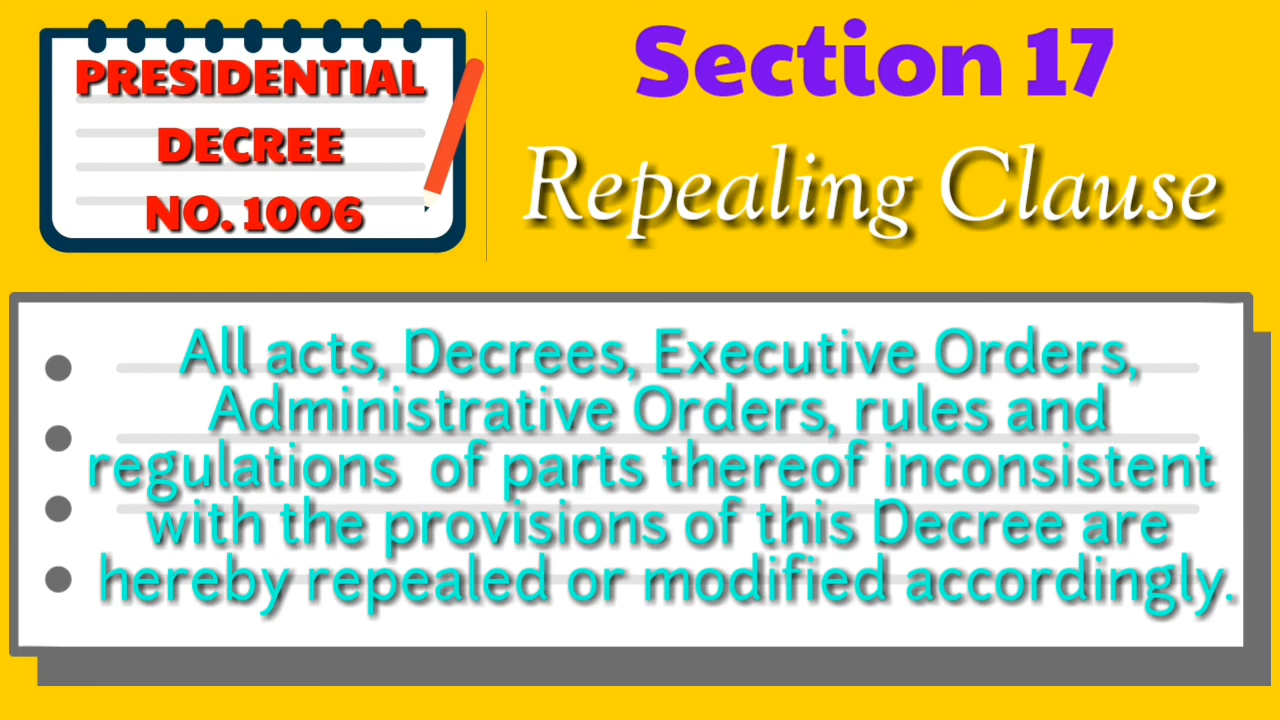 PRESIDENTIAL
DECREE
NO. 1006
Section 17
Repealing Clause
All acts, Decrees, Executive Orders,
Administrative Orders, rules and
regulations of parts thereof inconsistent
with the provisions of this Decree are
hereby repealed or modified accordingly.